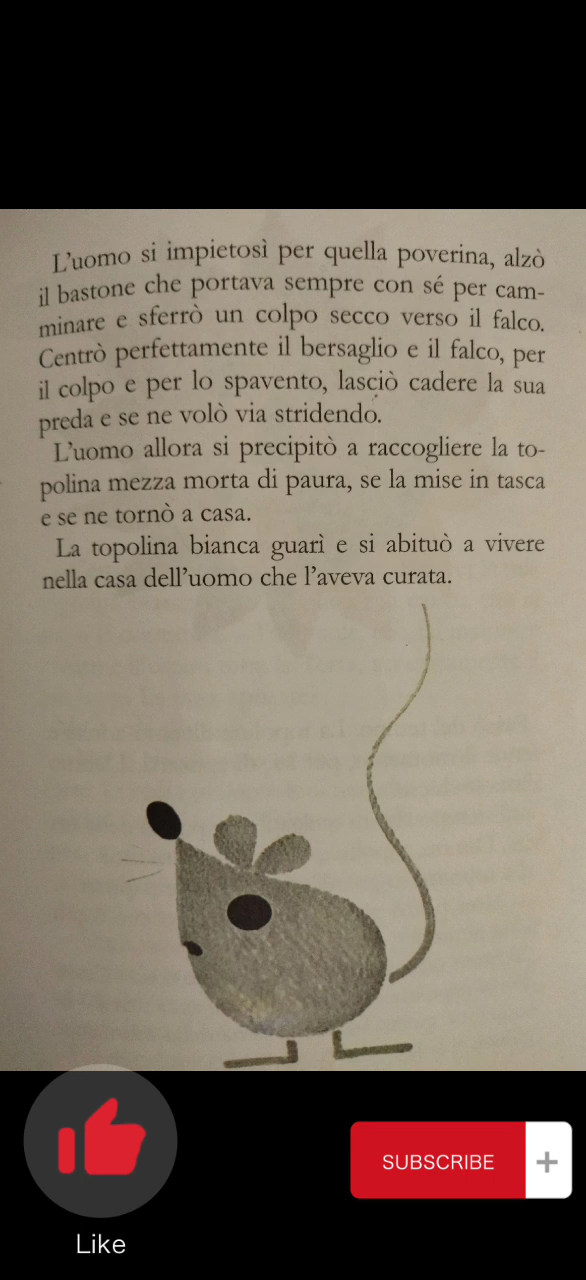 L'uomo si impietosì per quella poverina, alzò
il bastone che portava sempre con sé per cam-
minare e sferrò un colpo secco verso il falco.
Centrò perfettamente il bersaglio e il falco, per
il colpo e per lo spavento, lasciò cadere la sua
preda e se ne volò via stridendo.
L'uomo allora si precipitò a raccogliere la to-
polina mezza morta di paura, se la mise in tasca
e se ne tornò a casa.
La topolina bianca guarì e si abituò a vivere
nella casa dell'uomo che l'aveva curata.
SUBSCRIBE +
Like